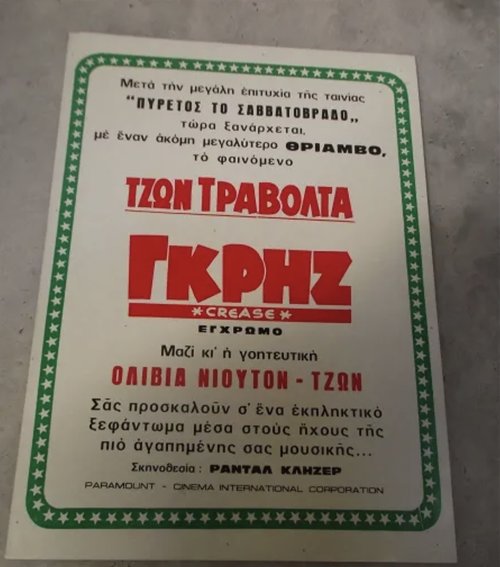 Μετά τήν μεγάλη ἐπιτυχία τῆς ταινίας
"ΠΥΡΕΤΟΣ ΤΟ ΣΑΒΒΑΤΟΒΡΑΔΟ,,
τώρα ξανάρχεται,
μέ ἕναν ἀκόμη μεγαλύτερο ΘΡΙΑΜΒΟ,
τό φαινόμενο
ΤΖΩΝ ΤΡΑΒΟΛΤΑ
ΓΚΡΗΖ
*CREASE*
ΕΓΧΡΩΜΟ
Μαζί κι' ἡ γοητευτική
ΟΛΙΒΙΑ ΝΙΟΥΤΟΝ - ΤΖΩΝ
Σᾶς προσκαλοῦν σ' ἕνα ἐκπληκτικό
ξεφάντωμα μέσα στούς ἤχους τῆς
πιό ἀγαπημένης σας μουσικῆς...
Σκηνοθεσία : ΡΑΝΤΑΛ ΚΛΗΖΕΡ
PARAMOUNT - CINEMA INTERNATIONAL CORPORATION